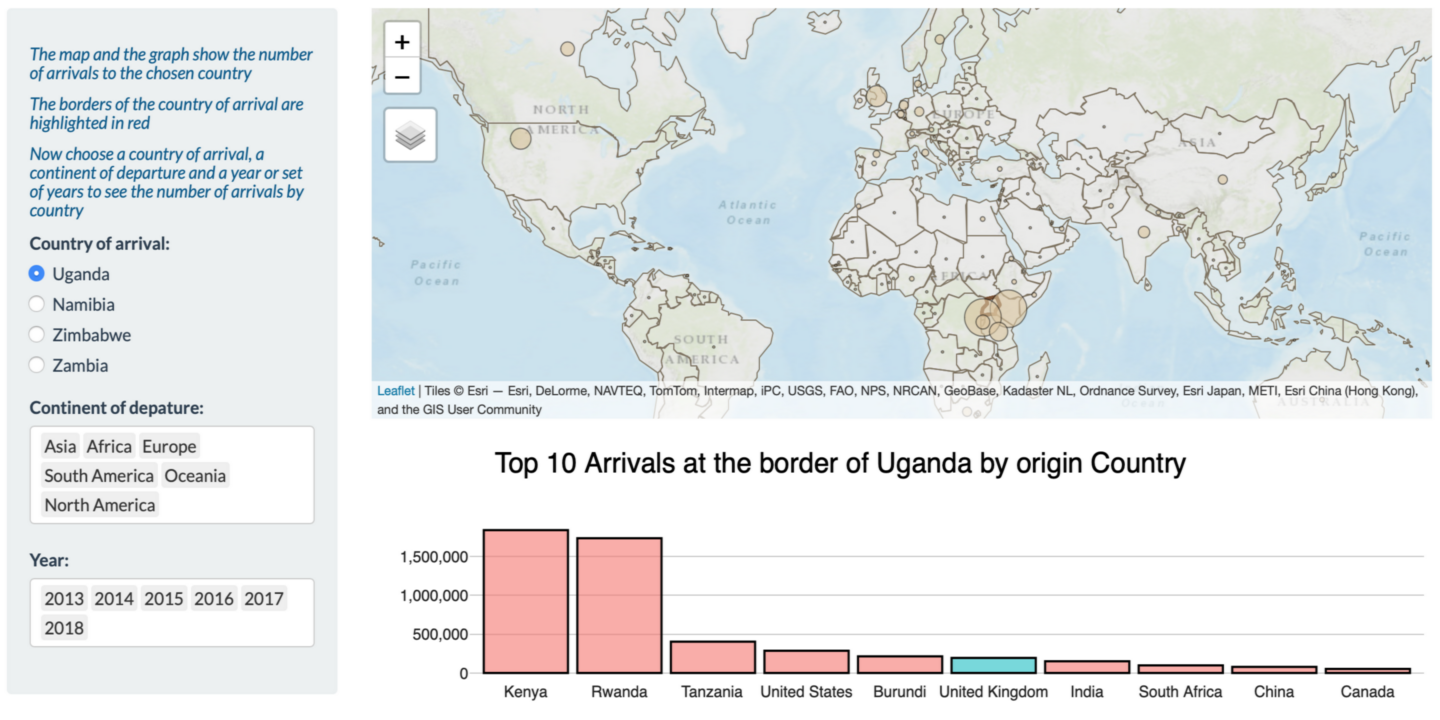 The map and the graph show the number
of arrivals to the chosen country
The borders of the country of arrival are
highlighted in red
Now choose a country of arrival, a
continent of departure and a year or set
of years to see the number of arrivals by
country
Country of arrival:
Uganda
Namibia
Zimbabwe
Zambia
Continent of depature:
Asia Africa Europe
South America Oceania
North America
Year:
2013 2014 2015 2016 2017
2018
+
−
NORTH
AMERICA
EUROPE
ASIA
Atlantic
Ocean
Pacific
Ocean
Pacific
Ocean
AFRICA
SOUTH
AMERICA
Ocean
AUSTRALIA
Leaflet | Tiles © Esri — Esri, DeLorme, NAVTEQ, TomTom, Intermap, iPC, USGS, FAO, NPS, NRCAN, GeoBase, Kadaster NL, Ordnance Survey, Esri Japan, METI, Esri China (Hong Kong),
and the GIS User Community
Top 10 Arrivals at the border of Uganda by origin Country
1,500,000
1,000,000
500,000
0
Kenya Rwanda Tanzania United States Burundi United Kingdom India South Africa China Canada